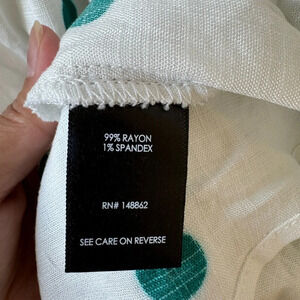 99% RAYON
1% SPANDEX
RN# 148862
SEE CARE ON REVERSE